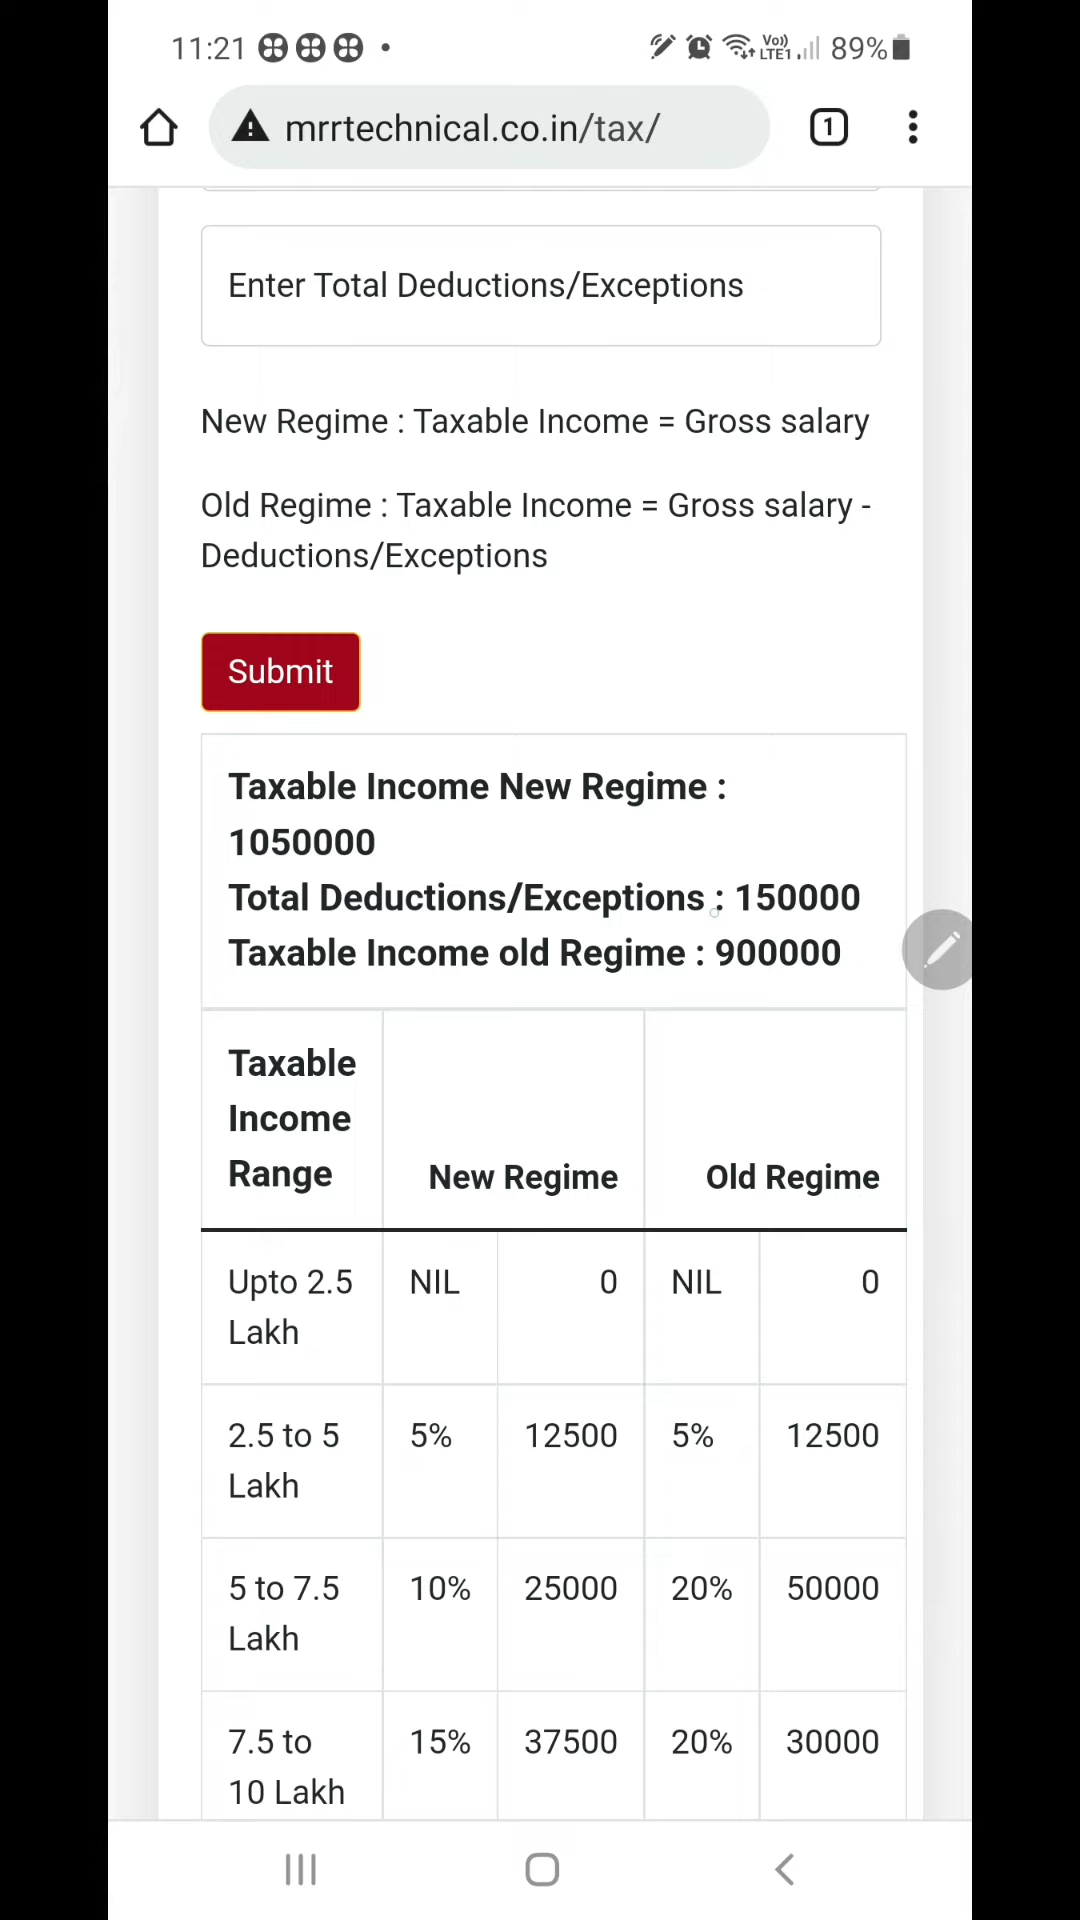 11:21
Vo))
LTE1
89%
mrrtechnical.co.in/tax/
1
Enter Total Deductions/Exceptions
New Regime : Taxable Income = Gross salary
Old Regime : Taxable Income = Gross salary -
Deductions/Exceptions
Submit
Taxable Income New Regime :
1050000
Total Deductions/Exceptions : 150000
Taxable Income old Regime : 900000
Taxable
Income
Range
New Regime
Old Regime
Upto 2.5
Lakh
NIL
0
NIL
0
2.5 to 5
Lakh
5%
12500
5%
12500
5 to 7.5
Lakh
10%
25000
20%
50000
7.5 to
10 Lakh
15%
37500
20%
30000